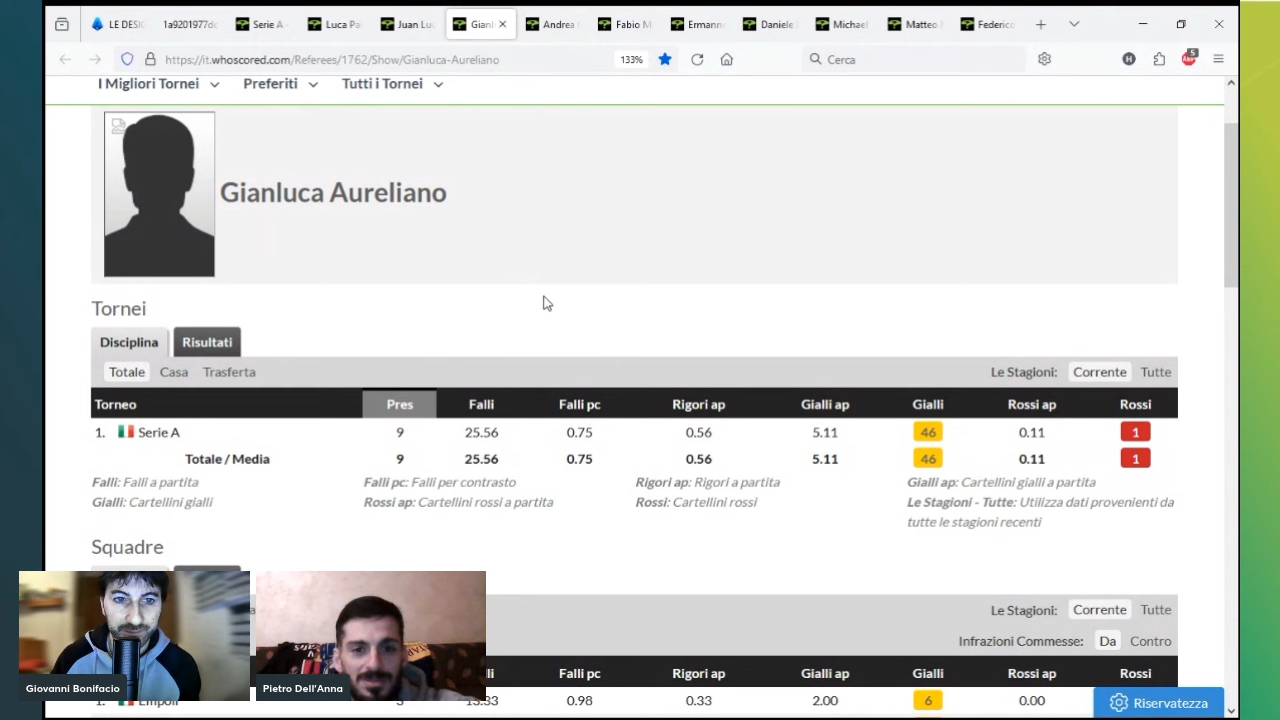 LE DESI
1a9201977dc
Serie A -
Luca Pa
Juan Luc
Gianl
Andrea
Fabio M
Ermanno
Daniele
Michael
Matteo
Federico
https://it.whoscored.com/Referees/1762/Show/Gianluca-Aureliano
133%
Cerca
H
ABP
5
I Migliori Tornei Preferiti Tutti i Tornei
Gianluca Aureliano
Tornei
Disciplina Risultati
Totale Casa Trasferta Le Stagioni: Corrente Tutte
Torneo Pres Falli Falli pc Rigori ap Gialli ap Gialli Rossi ap Rossi
1. Serie A 9 25.56 0.75 0.56 5.11 46 0.11 1
Totale / Media 9 25.56 0.75 0.56 5.11 46 0.11 1
Falli: Falli a partita Falli pc: Falli per contrasto Rigori ap: Rigori a partita Gialli ap: Cartellini gialli a partita
Gialli: Cartellini gialli Rossi ap: Cartellini rossi a partita Rossi: Cartellini rossi Le Stagioni - Tutte: Utilizza dati provenienti da
tutte le stagioni recenti
Squadre
Le Stagioni: Corrente Tutte
Infrazioni Commesse: Da Contro
Falli Falli pc Rigori ap Gialli ap Gialli Rossi ap Rossi
0.98 0.33 2.00 6 0.00
Giovanni Bonifacio
Pietro Dell'Anna
Riservatezza